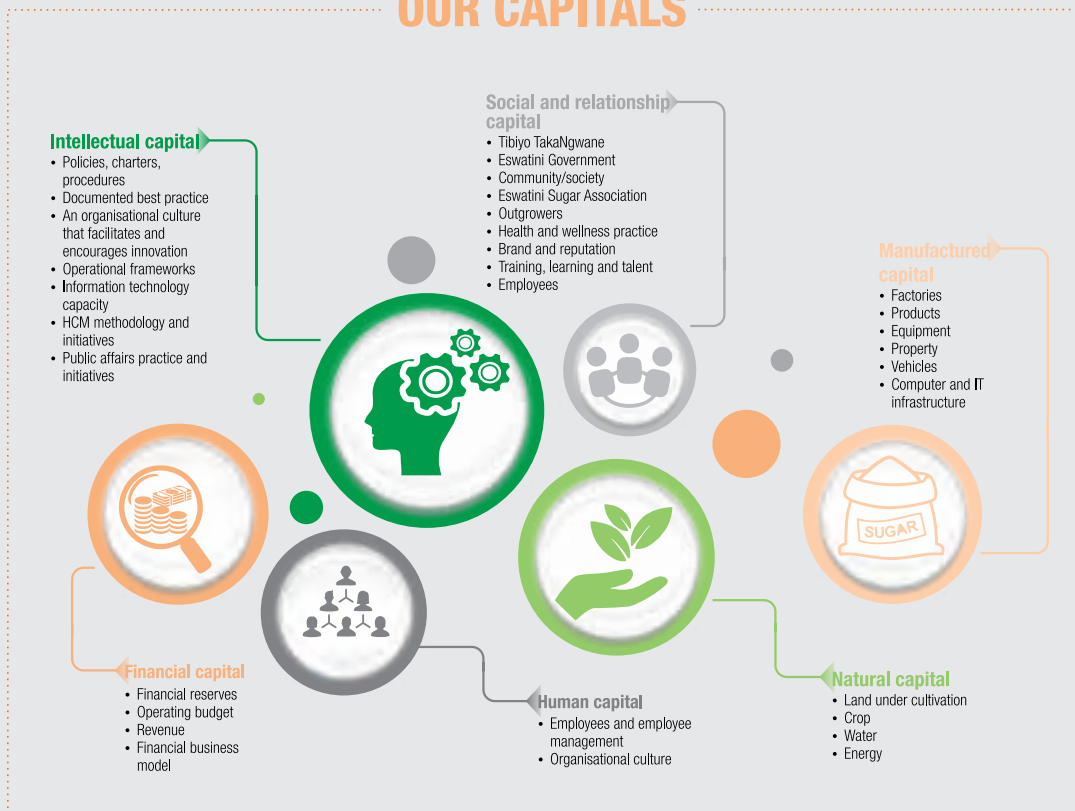 OUR CAPITALS
Intellectual capital
• Policies, charters,
procedures
• Documented best practice
• An organisational culture
that facilitates and
encourages innovation
• Operational frameworks
• Information technology
capacity
• HCM methodology and
initiatives
• Public affairs practice and
initiatives
Social and relationship
capital
• Tibiyo TakaNgwane
• Eswatini Government
• Community/society
• Eswatini Sugar Association
• Outgrowers
• Health and wellness practice
• Brand and reputation
• Training, learning and talent
• Employees
Manufactured
capital
• Factories
• Products
• Equipment
• Property
• Vehicles
• Computer and IT
infrastructure
SUGAR
Financial capital
• Financial reserves
• Operating budget
• Revenue
• Financial business
model
Human capital
• Employees and employee
management
• Organisational culture
Natural capital
• Land under cultivation
• Crop
• Water
• Energy